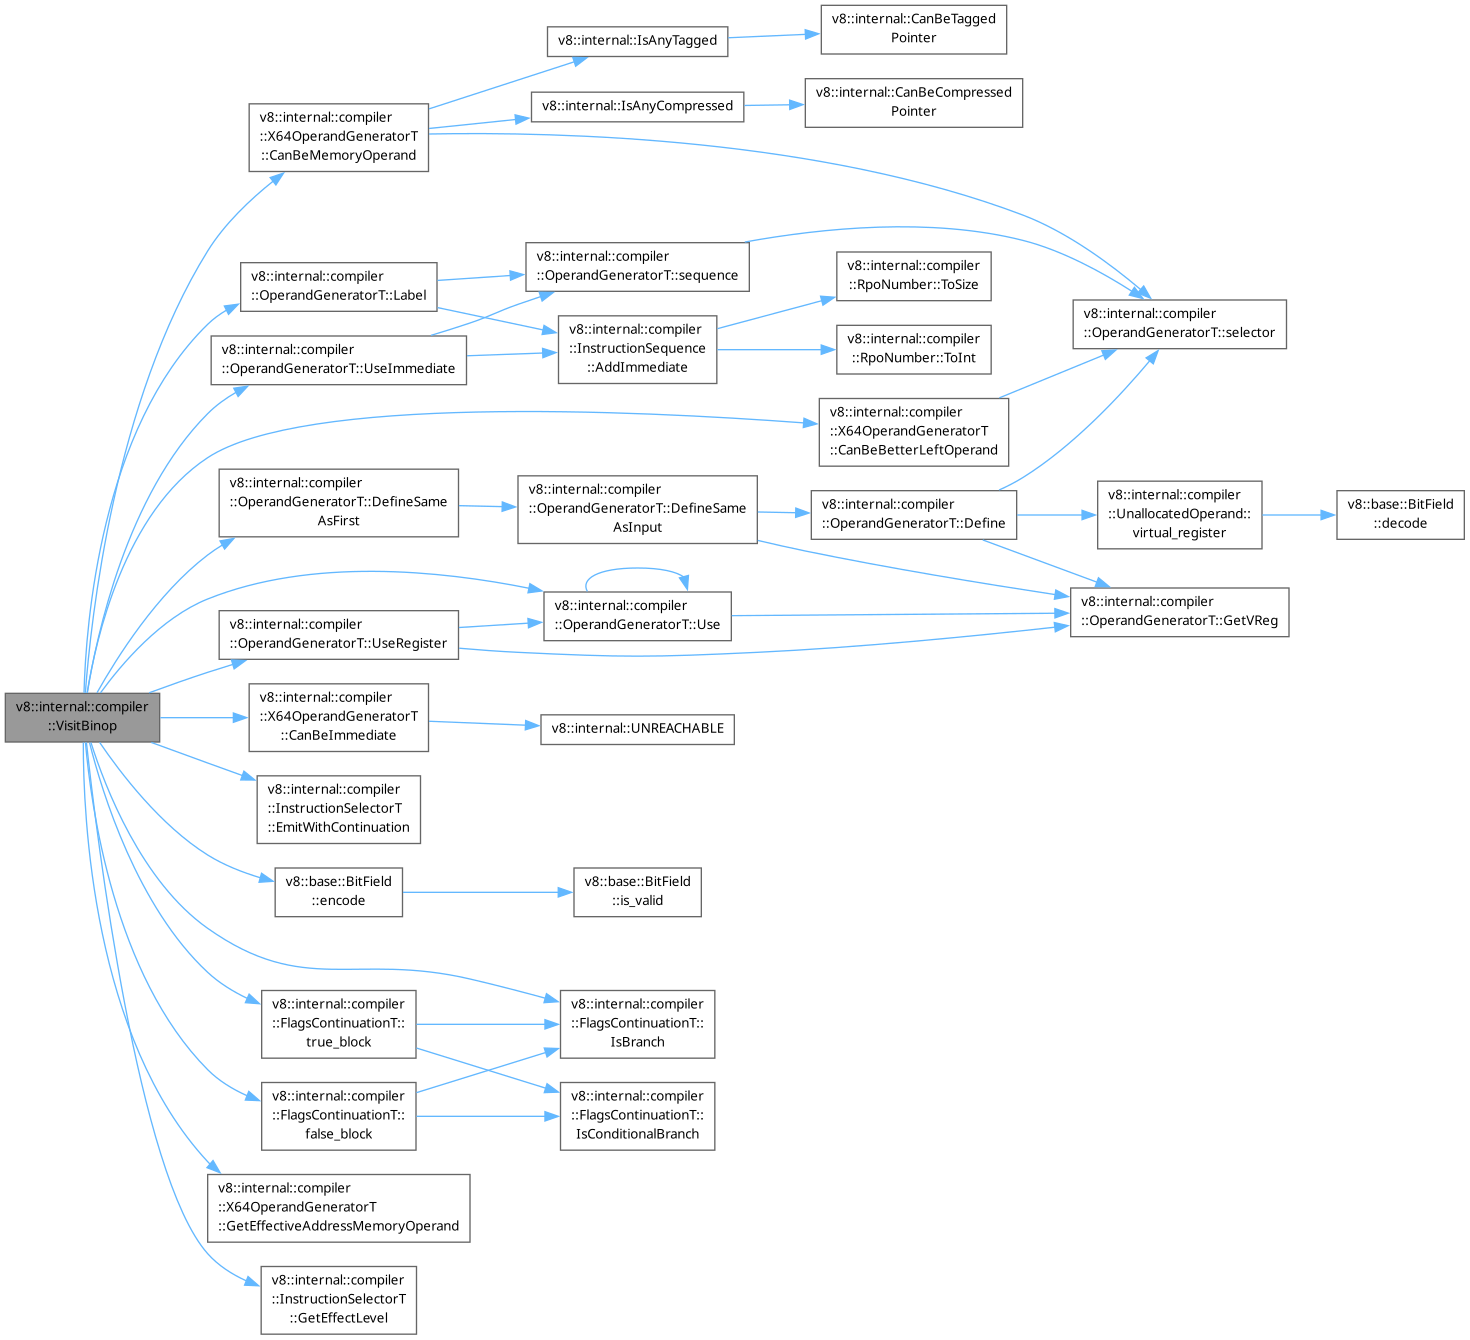 v8::internal::CanBeTagged
Pointer
v8::internal::IsAnyTagged
v8::internal::CanBeCompressed
Pointer
v8::internal::IsAnyCompressed
v8::internal::compiler
::X64OperandGeneratorT
::CanBeMemoryOperand
v8::internal::compiler
::OperandGeneratorT::sequence
v8::internal::compiler
::RpoNumber::ToSize
v8::internal::compiler
::OperandGeneratorT::Label
v8::internal::compiler
::OperandGeneratorT::selector
v8::internal::compiler
::InstructionSequence
::AddImmediate
v8::internal::compiler
::RpoNumber::ToInt
v8::internal::compiler
::OperandGeneratorT::UseImmediate
v8::internal::compiler
::X64OperandGeneratorT
::CanBeBetterLeftOperand
v8::internal::compiler
::OperandGeneratorT::DefineSame
AsFirst
v8::internal::compiler
::OperandGeneratorT::DefineSame
AsInput
v8::internal::compiler
::OperandGeneratorT::Define
v8::internal::compiler
::UnallocatedOperand::
virtual_register
v8::base::BitField
::decode
v8::internal::compiler
::OperandGeneratorT::Use
v8::internal::compiler
::OperandGeneratorT::GetVReg
v8::internal::compiler
::OperandGeneratorT::UseRegister
v8::internal::compiler
::VisitBinop
v8::internal::compiler
::X64OperandGeneratorT
::CanBeImmediate
v8::internal::UNREACHABLE
v8::internal::compiler
::InstructionSelectorT
::EmitWithContinuation
v8::base::BitField
::encode
v8::base::BitField
::is_valid
v8::internal::compiler
::FlagsContinuationT::
true_block
v8::internal::compiler
::FlagsContinuationT::
IsBranch
v8::internal::compiler
::FlagsContinuationT::
false_block
v8::internal::compiler
::FlagsContinuationT::
IsConditionalBranch
v8::internal::compiler
::X64OperandGeneratorT
::GetEffectiveAddressMemoryOperand
v8::internal::compiler
::InstructionSelectorT
::GetEffectLevel